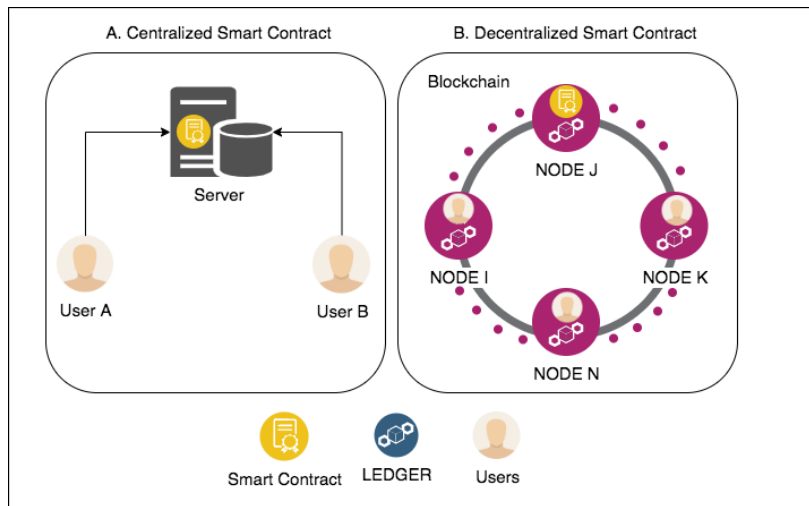 A. Centralized Smart Contract
B. Decentralized Smart Contract
Server
User A
User B
Blockchain
NODE J
NODE I
NODE K
NODE N
Smart Contract
LEDGER
Users